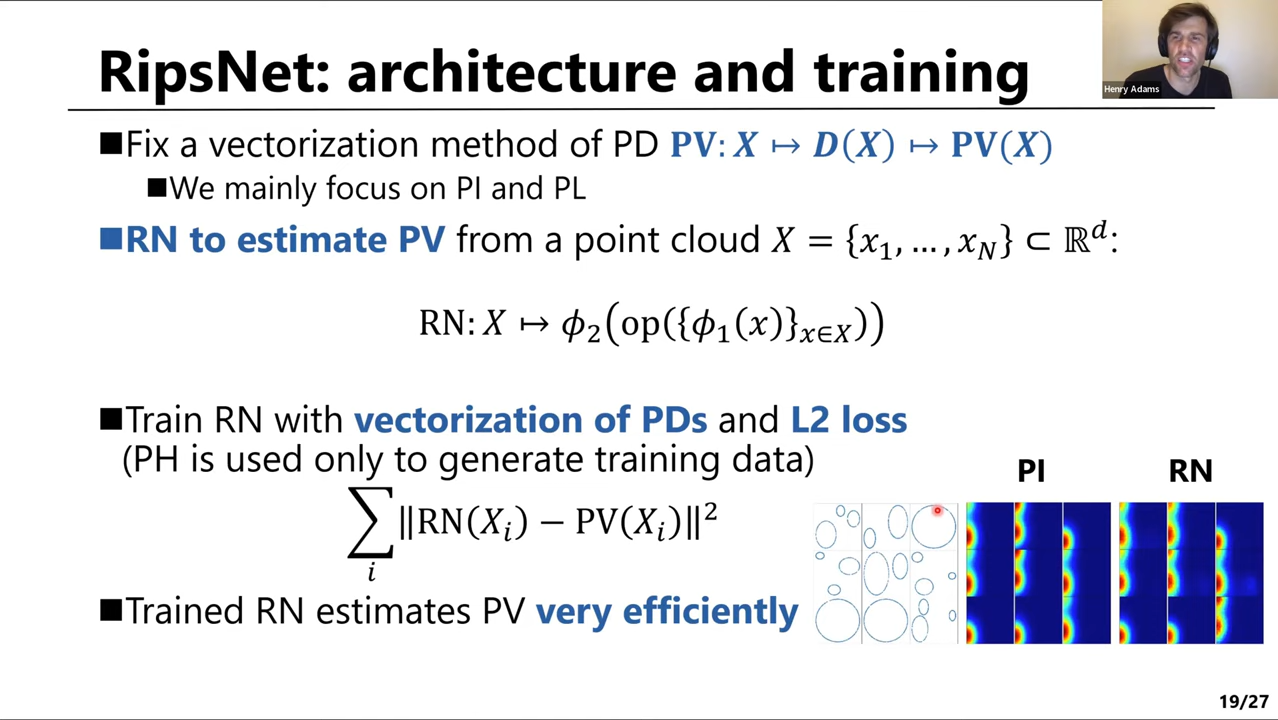 RipsNet: architecture and training
Henry Adams
■Fix a vectorization method of PD PV: X ↦ D(X) ↦ PV(X)
■We mainly focus on PI and PL
■RN to estimate PV from a point cloud X = {x₁, … , x_N} ⊂ ℝᵈ:
RN: X ↦ ϕ₂(op({ϕ₁(x)}ₓ∈X))
■Train RN with vectorization of PDs and L2 loss
(PH is used only to generate training data)
∑ᵢ ‖RN(Xᵢ) − PV(Xᵢ)‖²
PI RN
■Trained RN estimates PV very efficiently
19/27